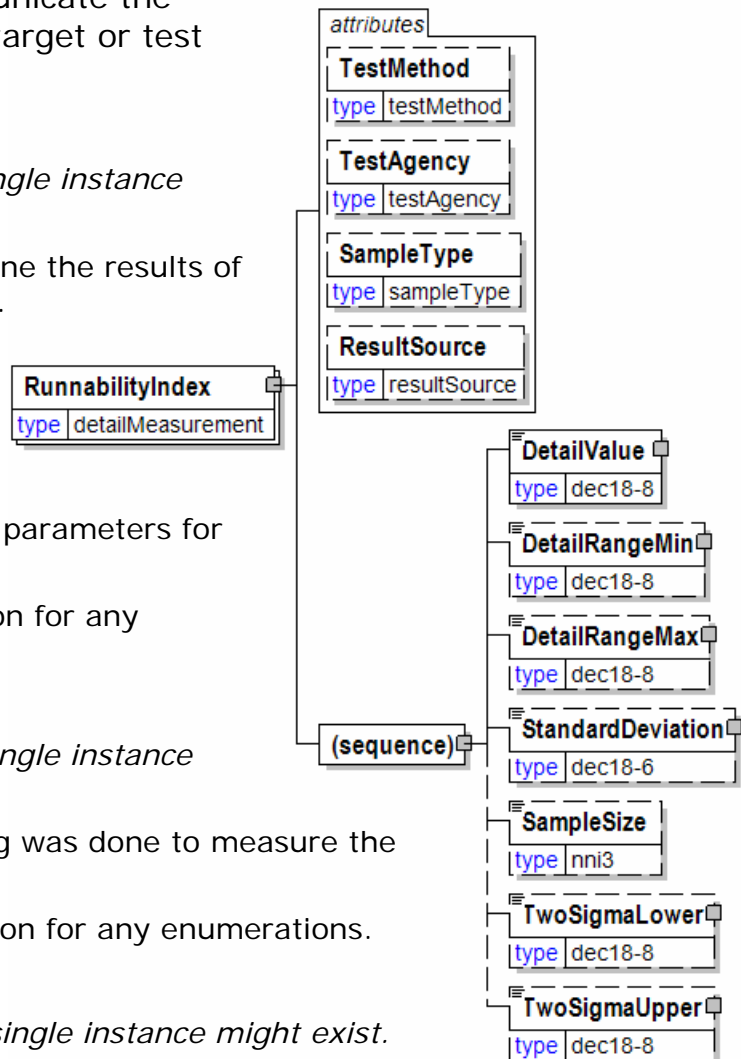 unicate the
target or test
ngle instance
ne the results of
.
parameters for
on for any
ngle instance
g was done to measure the
on for any enumerations.
single instance might exist.
attributes
TestMethod
type testMethod
TestAgency
type testAgency
SampleType
type sampleType
ResultSource
type resultSource
RunnabilityIndex
type detailMeasurement
(sequence)
DetailValue
type dec18-8
DetailRangeMin
type dec18-8
DetailRangeMax
type dec18-8
StandardDeviation
type dec18-6
SampleSize
type nni3
TwoSigmaLower
type dec18-8
TwoSigmaUpper
type dec18-8